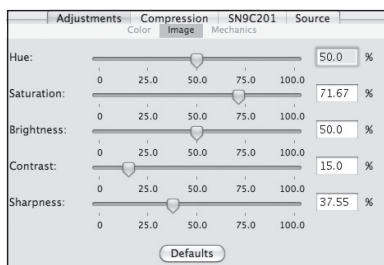 Adjustments Compression SN9C201 Source
Color Image Mechanics
Hue: 50.0 %
0 25.0 50.0 75.0 100.0
Saturation: 71.67 %
0 25.0 50.0 75.0 100.0
Brightness: 50.0 %
0 25.0 50.0 75.0 100.0
Contrast: 15.0 %
0 25.0 50.0 75.0 100.0
Sharpness: 37.55 %
0 25.0 50.0 75.0 100.0
Defaults